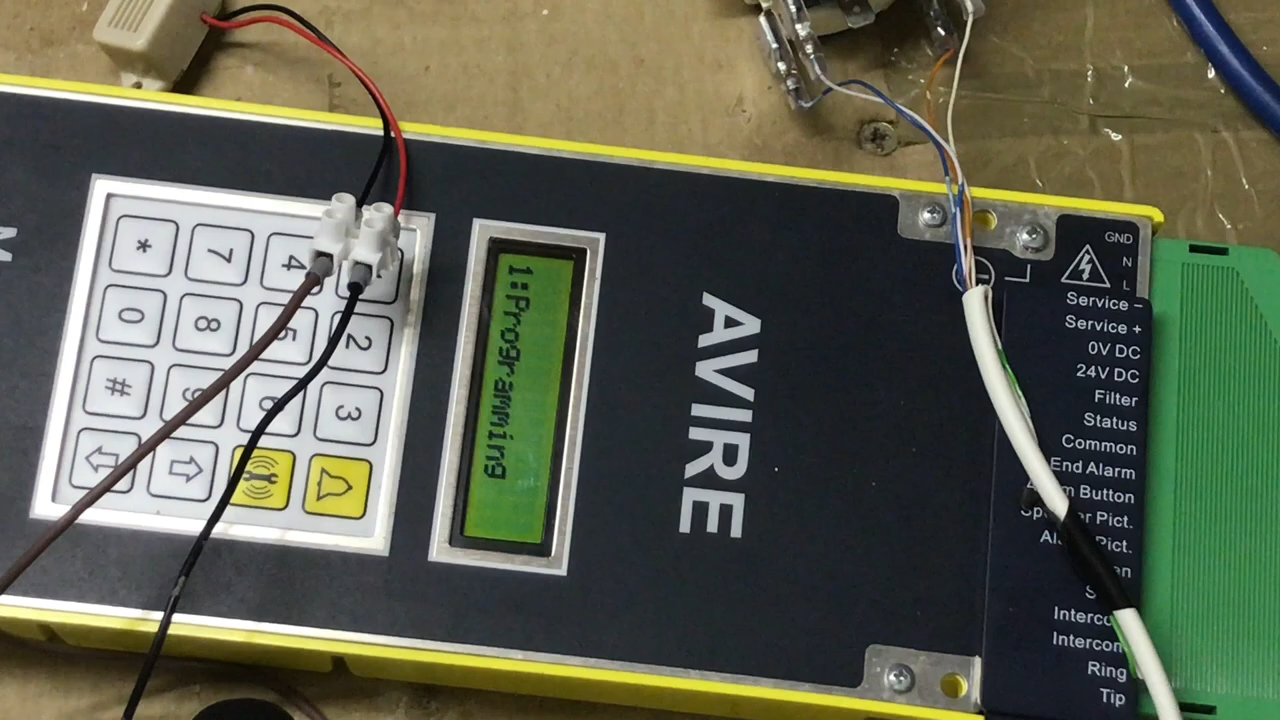 M
* 7 4
0 8 5 2
# 9 6 3
1:Programming
AVIRE
GND
N
L
Service -
Service +
0V DC
24V DC
Filter
Status
Common
End Alarm
Button
Pict.
Pict.
Ring
Tip